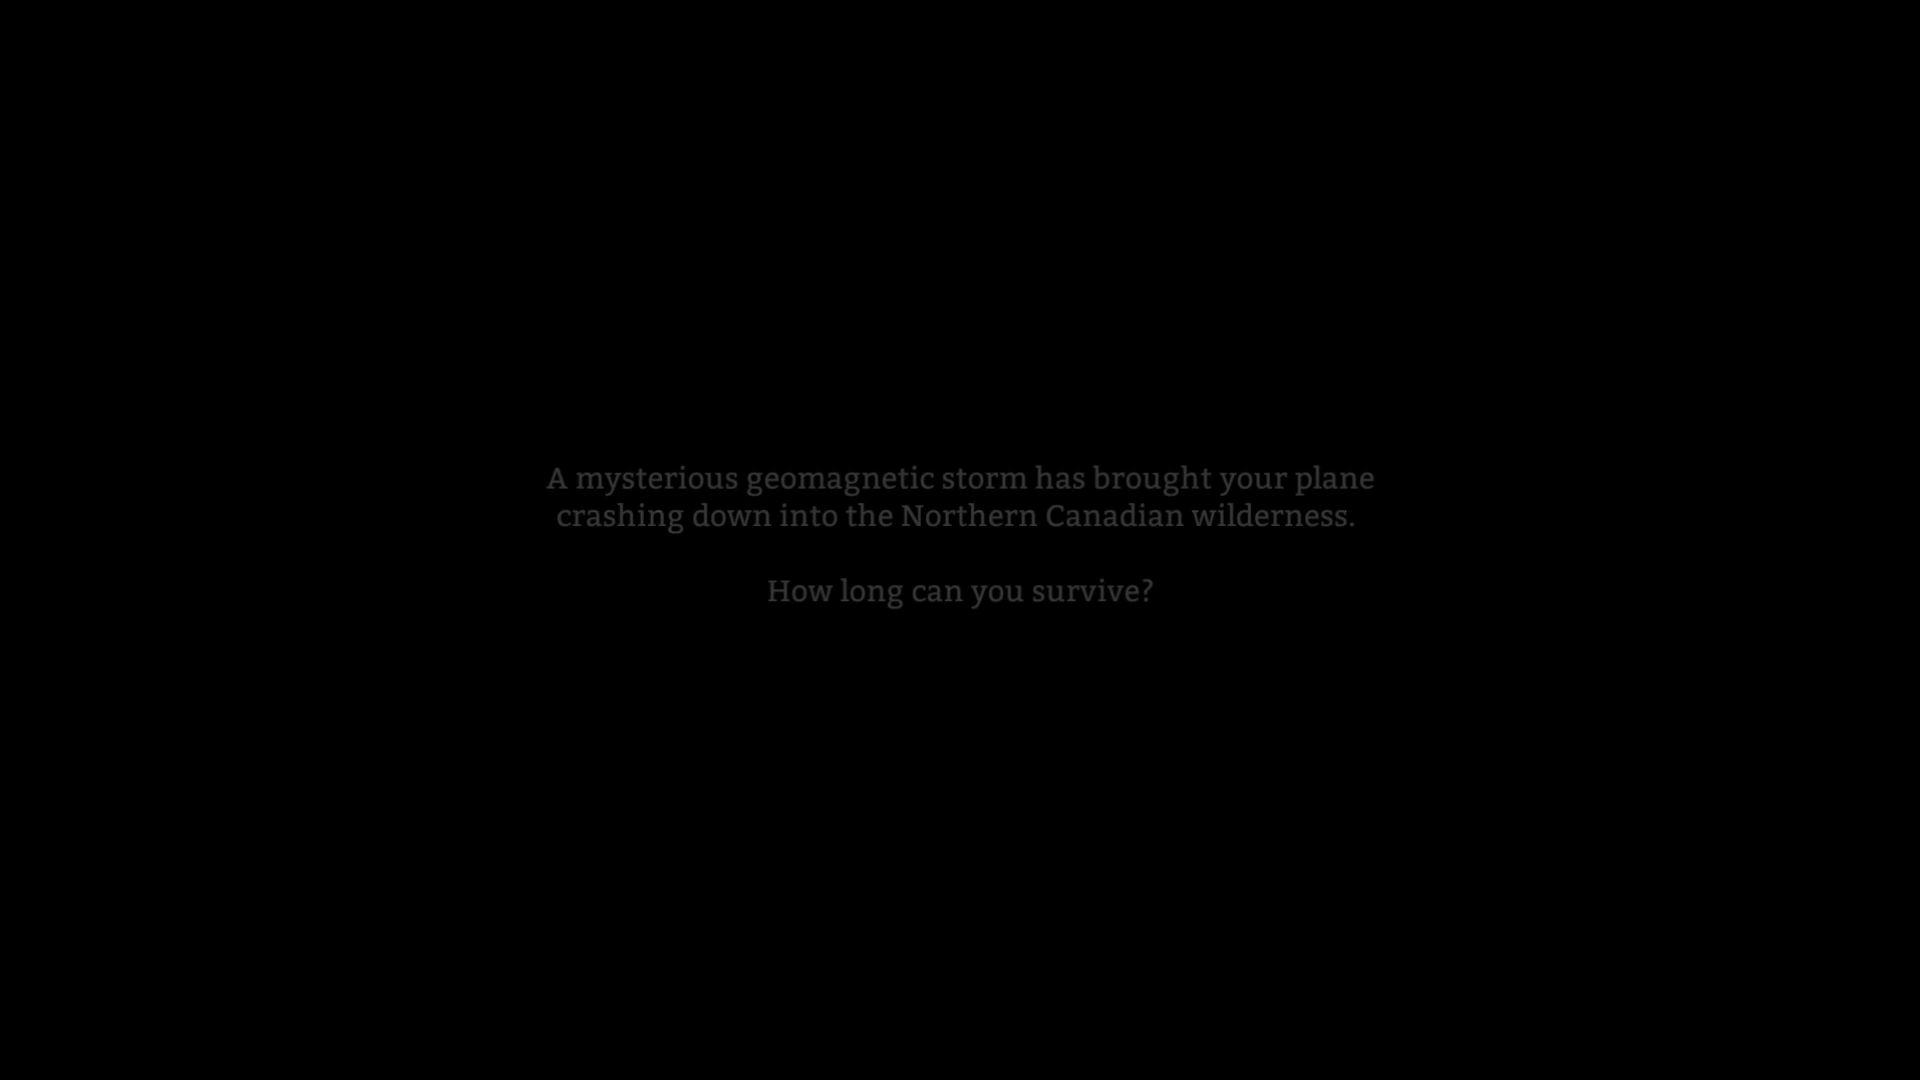 A mysterious geomagnetic storm has brought your plane
crashing down into the Northern Canadian wilderness.
How long can you survive?